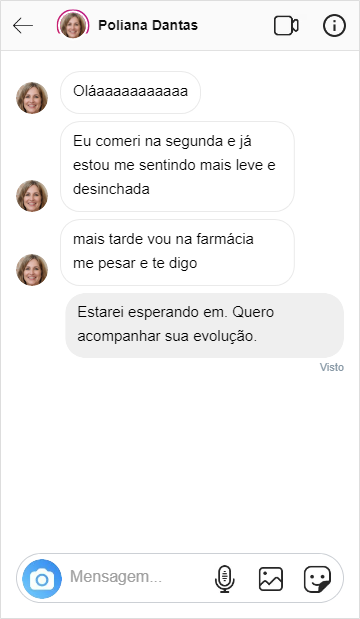 Poliana Dantas
Oláaaaaaaaaaaa
Eu comeri na segunda e já
estou me sentindo mais leve e
desinchada
mais tarde vou na farmácia
me pesar e te digo
Estarei esperando em. Quero
acompanhar sua evolução.
Visto
Mensagem...